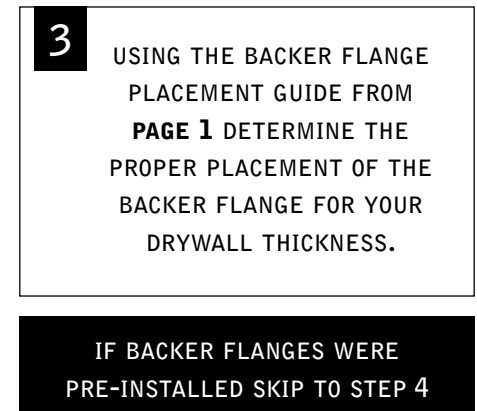 3
USING THE BACKER FLANGE
PLACEMENT GUIDE FROM
PAGE 1 DETERMINE THE
PROPER PLACEMENT OF THE
BACKER FLANGE FOR YOUR
DRYWALL THICKNESS.
IF BACKER FLANGES WERE
PRE-INSTALLED SKIP TO STEP 4